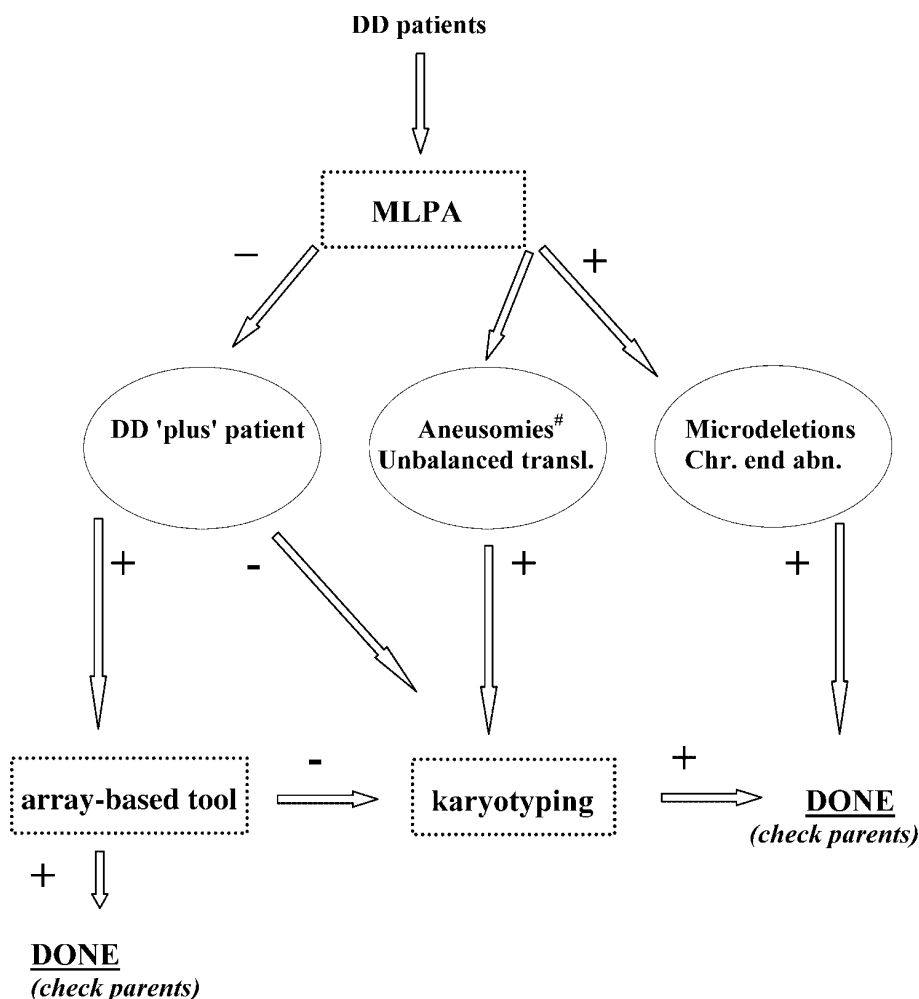 DD patients
MLPA
– +
DD 'plus' patient
Aneusomies#
Unbalanced transl.
Microdeletions
Chr. end abn.
+ - + +
- +
array-based tool
karyotyping
DONE
(check parents)
+
DONE
(check parents)